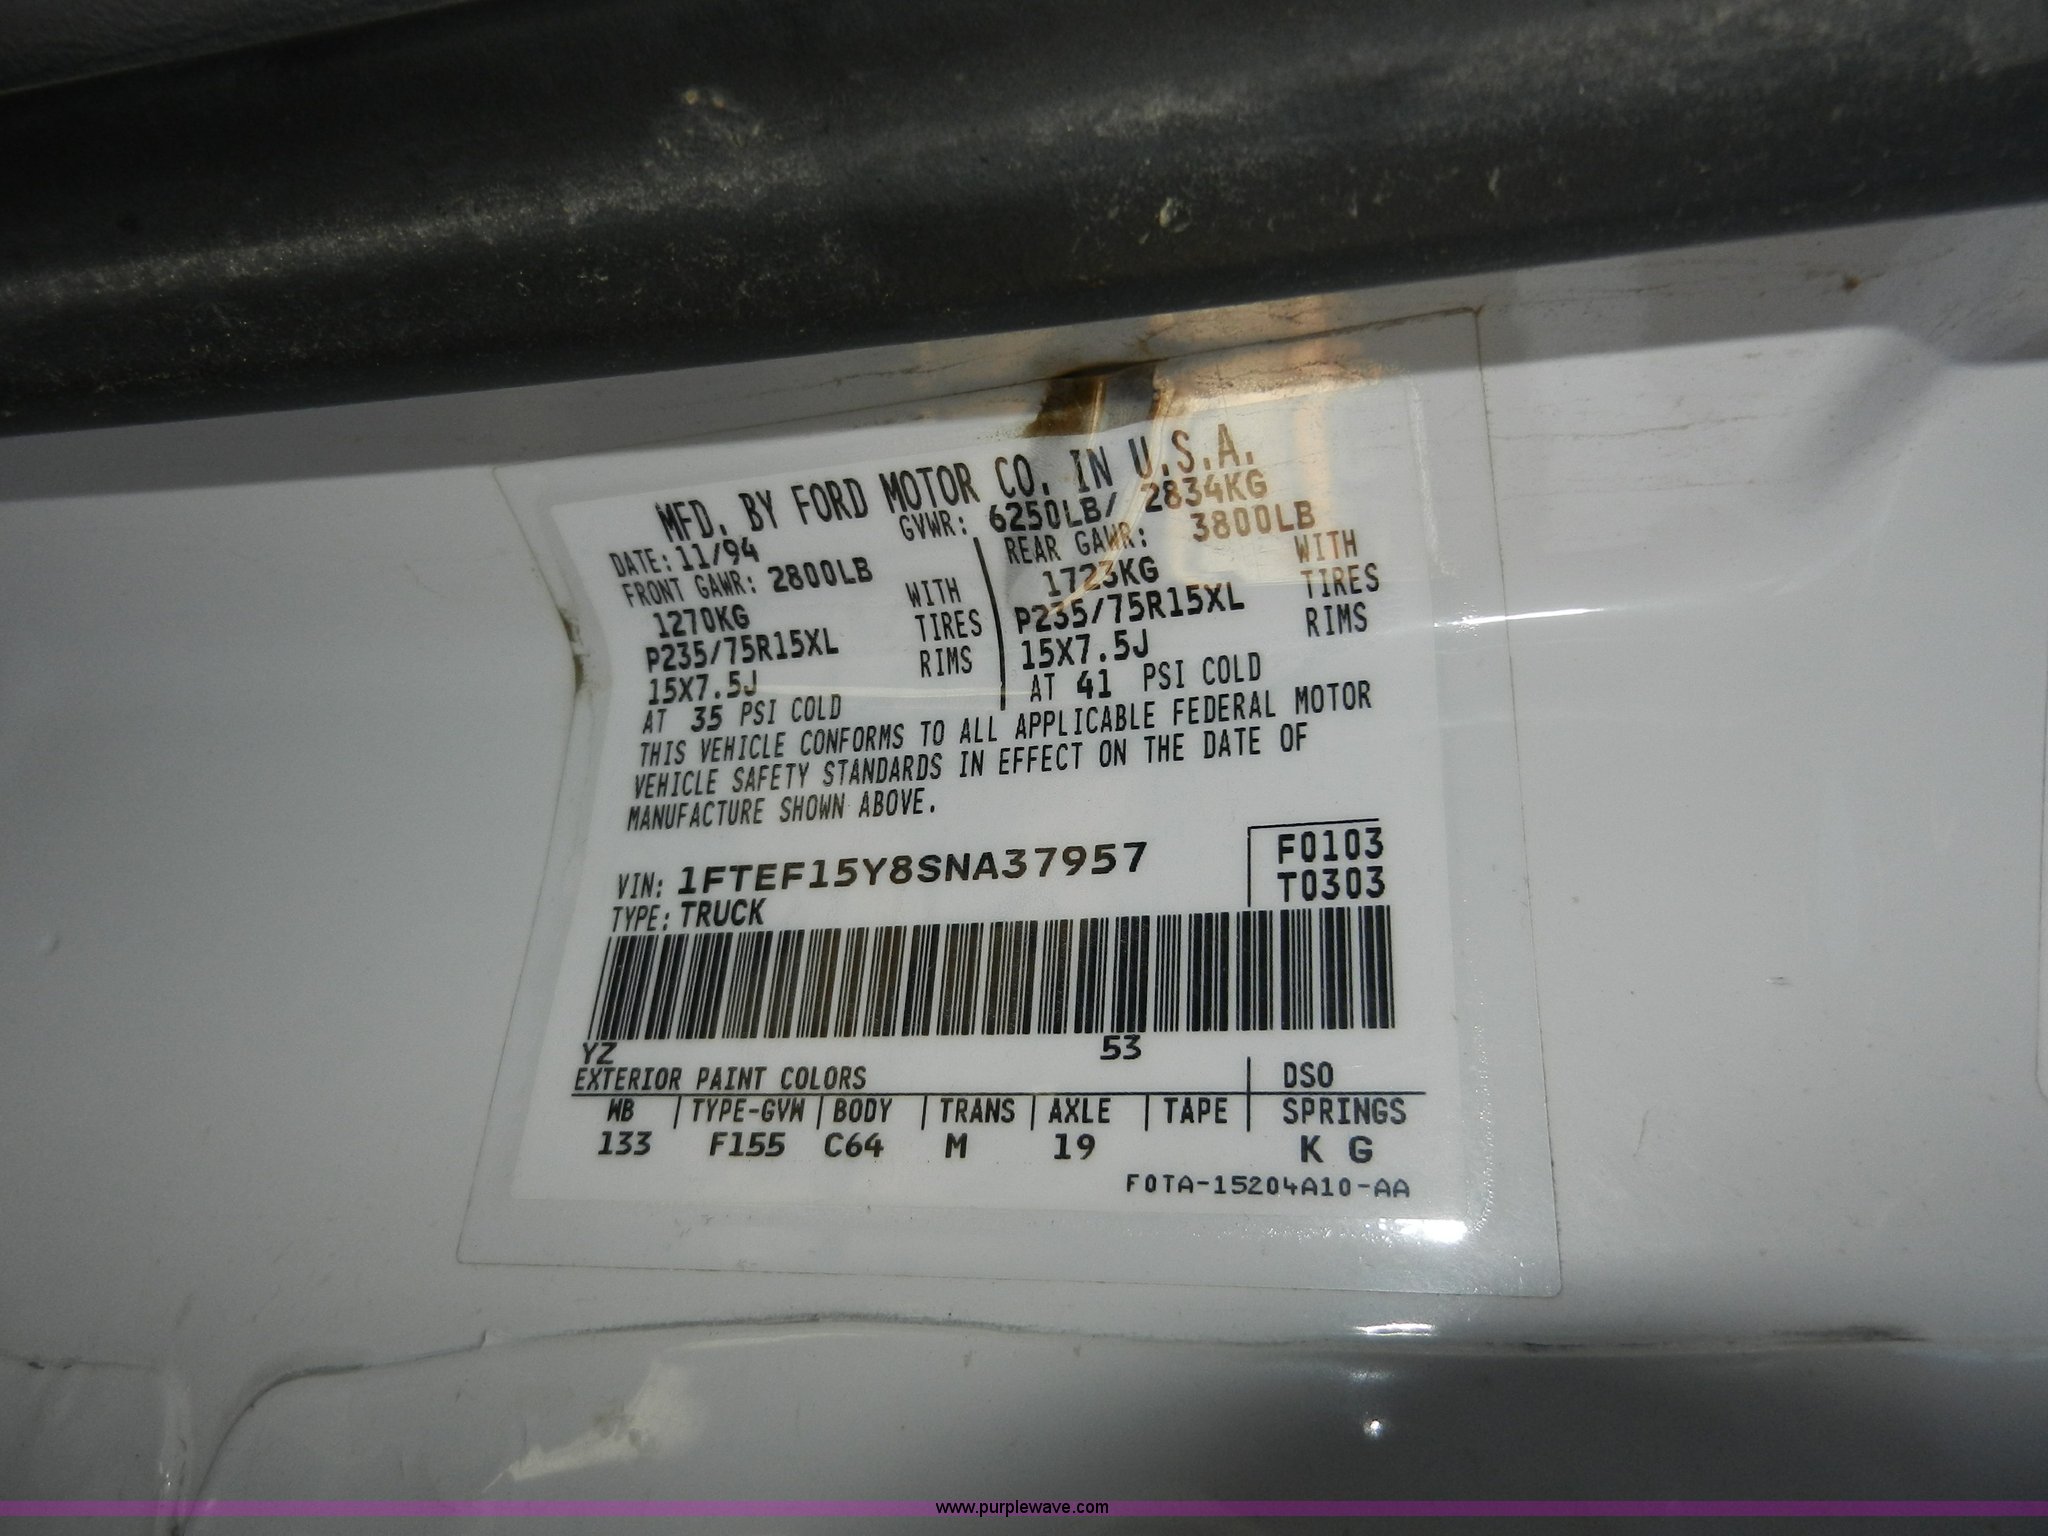 MFD. BY FORD MOTOR CO. IN U.S.A.
DATE: 11/94 GVWR: 6250LB/ 2834KG
FRONT GAWR: 2800LB REAR GAWR: 3800LB
1270KG WITH 1723KG WITH
P235/75R15XL TIRES P235/75R15XL TIRES
15X7.5J RIMS 15X7.5J RIMS
AT 35 PSI COLD AT 41 PSI COLD
THIS VEHICLE CONFORMS TO ALL APPLICABLE FEDERAL MOTOR
VEHICLE SAFETY STANDARDS IN EFFECT ON THE DATE OF
MANUFACTURE SHOWN ABOVE.
VIN: 1FTEF15Y8SNA37957 F0103
TYPE: TRUCK T0303
YZ 53
EXTERIOR PAINT COLORS DSO
WB TYPE-GVW BODY TRANS AXLE TAPE SPRINGS
133 F155 C64 M 19 K G
F0TA-15204A10-AA
www.purplewave.com